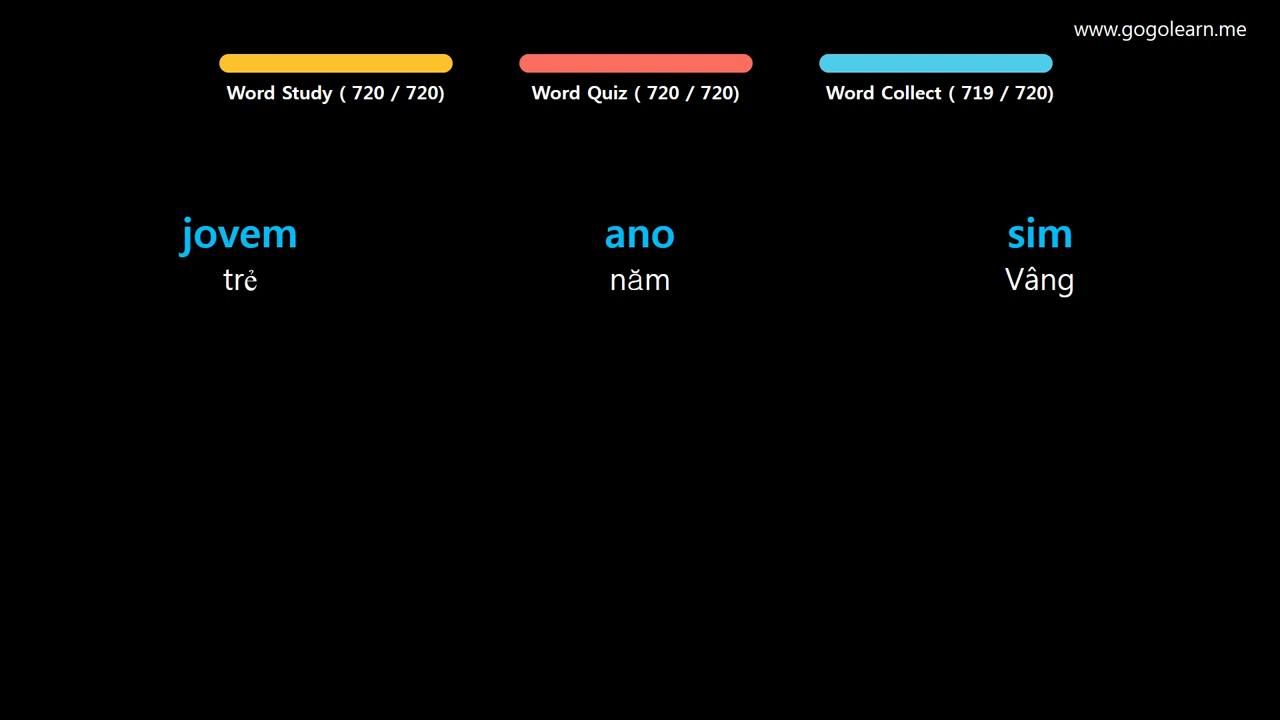 www.gogolearn.me
Word Study ( 720 / 720)
Word Quiz ( 720 / 720)
Word Collect ( 719 / 720)
jovem
trẻ
ano
năm
sim
Vâng